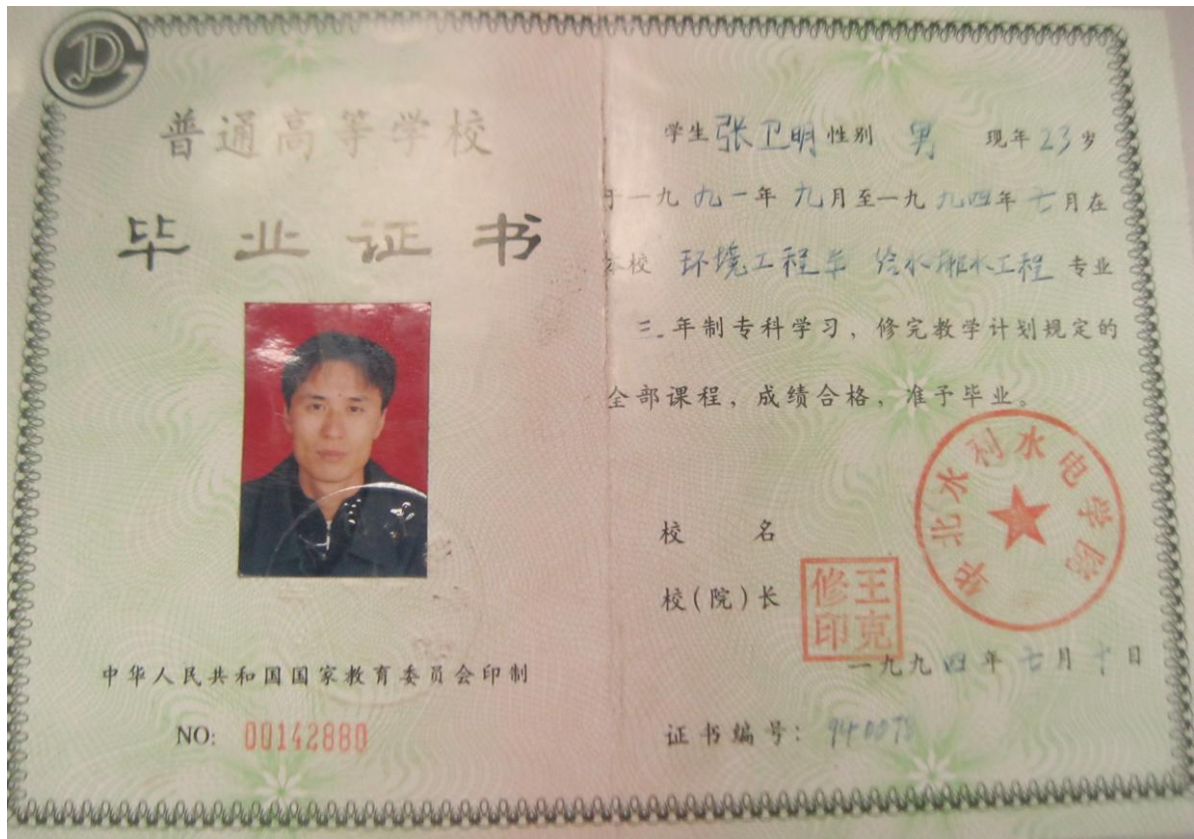 普通高等学校
毕业证书
中华人民共和国国家教育委员会印制
NO: 00142880
学生 张卫明 性别 男 现年 23 岁
于一九九一年九月至一九九四年七月在
本校 环境工程系 给水排水工程 专业
三年制专科学习，修完教学计划规定的
全部课程，成绩合格，准予毕业。
华北水利水电学院
校 名
校(院)长
王克修印
一九九四年七月十日
证书编号：